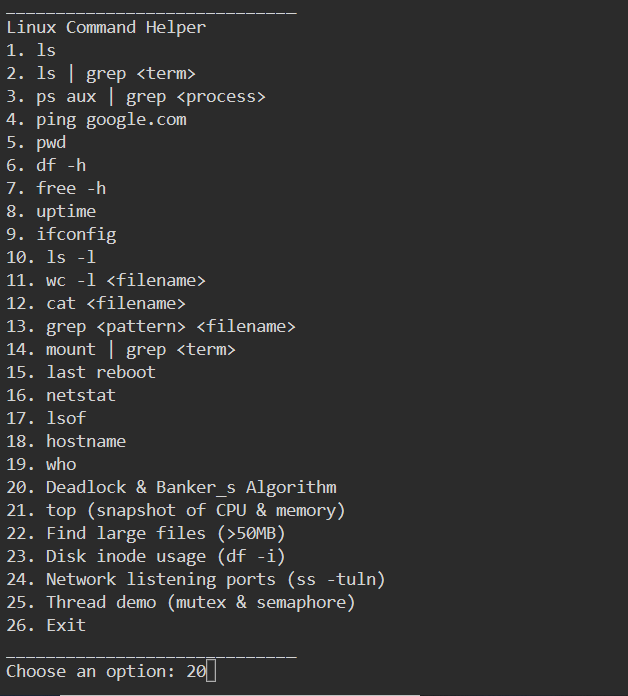 _____________________________
Linux Command Helper
1. ls
2. ls | grep <term>
3. ps aux | grep <process>
4. ping google.com
5. pwd
6. df -h
7. free -h
8. uptime
9. ifconfig
10. ls -l
11. wc -l <filename>
12. cat <filename>
13. grep <pattern> <filename>
14. mount | grep <term>
15. last reboot
16. netstat
17. lsof
18. hostname
19. who
20. Deadlock & Banker_s Algorithm
21. top (snapshot of CPU & memory)
22. Find large files (>50MB)
23. Disk inode usage (df -i)
24. Network listening ports (ss -tuln)
25. Thread demo (mutex & semaphore)
26. Exit
_____________________________
Choose an option: 20